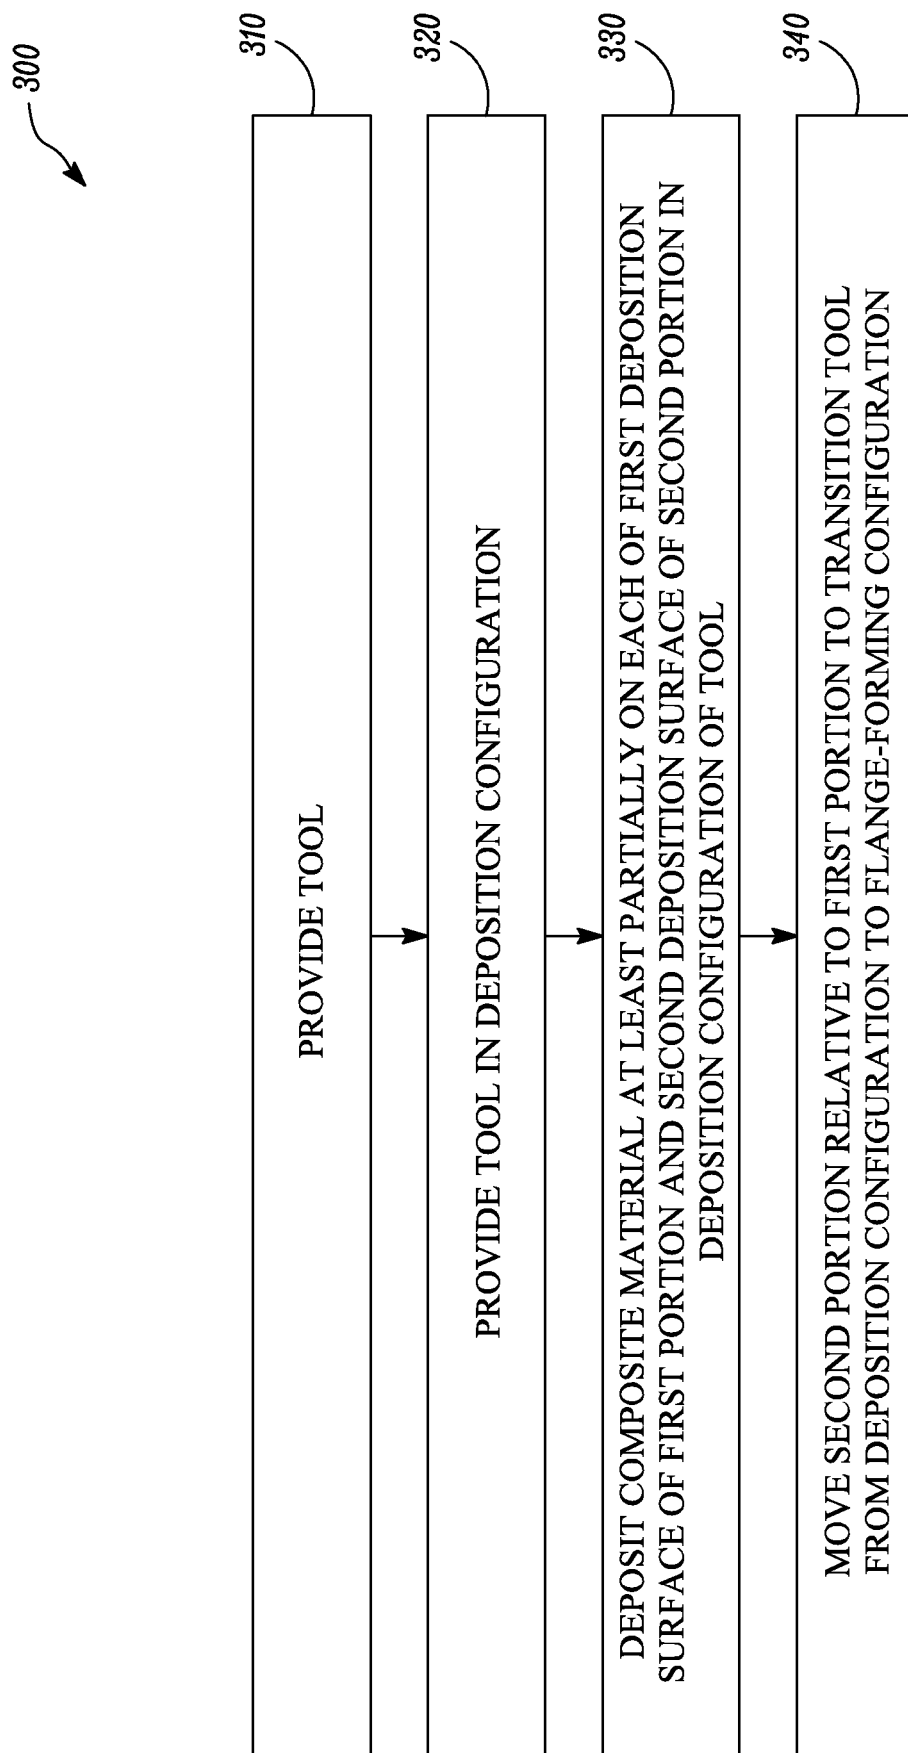 300
310
PROVIDE TOOL
320
PROVIDE TOOL IN DEPOSITION CONFIGURATION
330
DEPOSIT COMPOSITE MATERIAL AT LEAST PARTIALLY ON EACH OF FIRST DEPOSITION
SURFACE OF FIRST PORTION AND SECOND DEPOSITION SURFACE OF SECOND PORTION IN
DEPOSITION CONFIGURATION OF TOOL
340
MOVE SECOND PORTION RELATIVE TO FIRST PORTION TO TRANSITION TOOL
FROM DEPOSITION CONFIGURATION TO FLANGE-FORMING CONFIGURATION